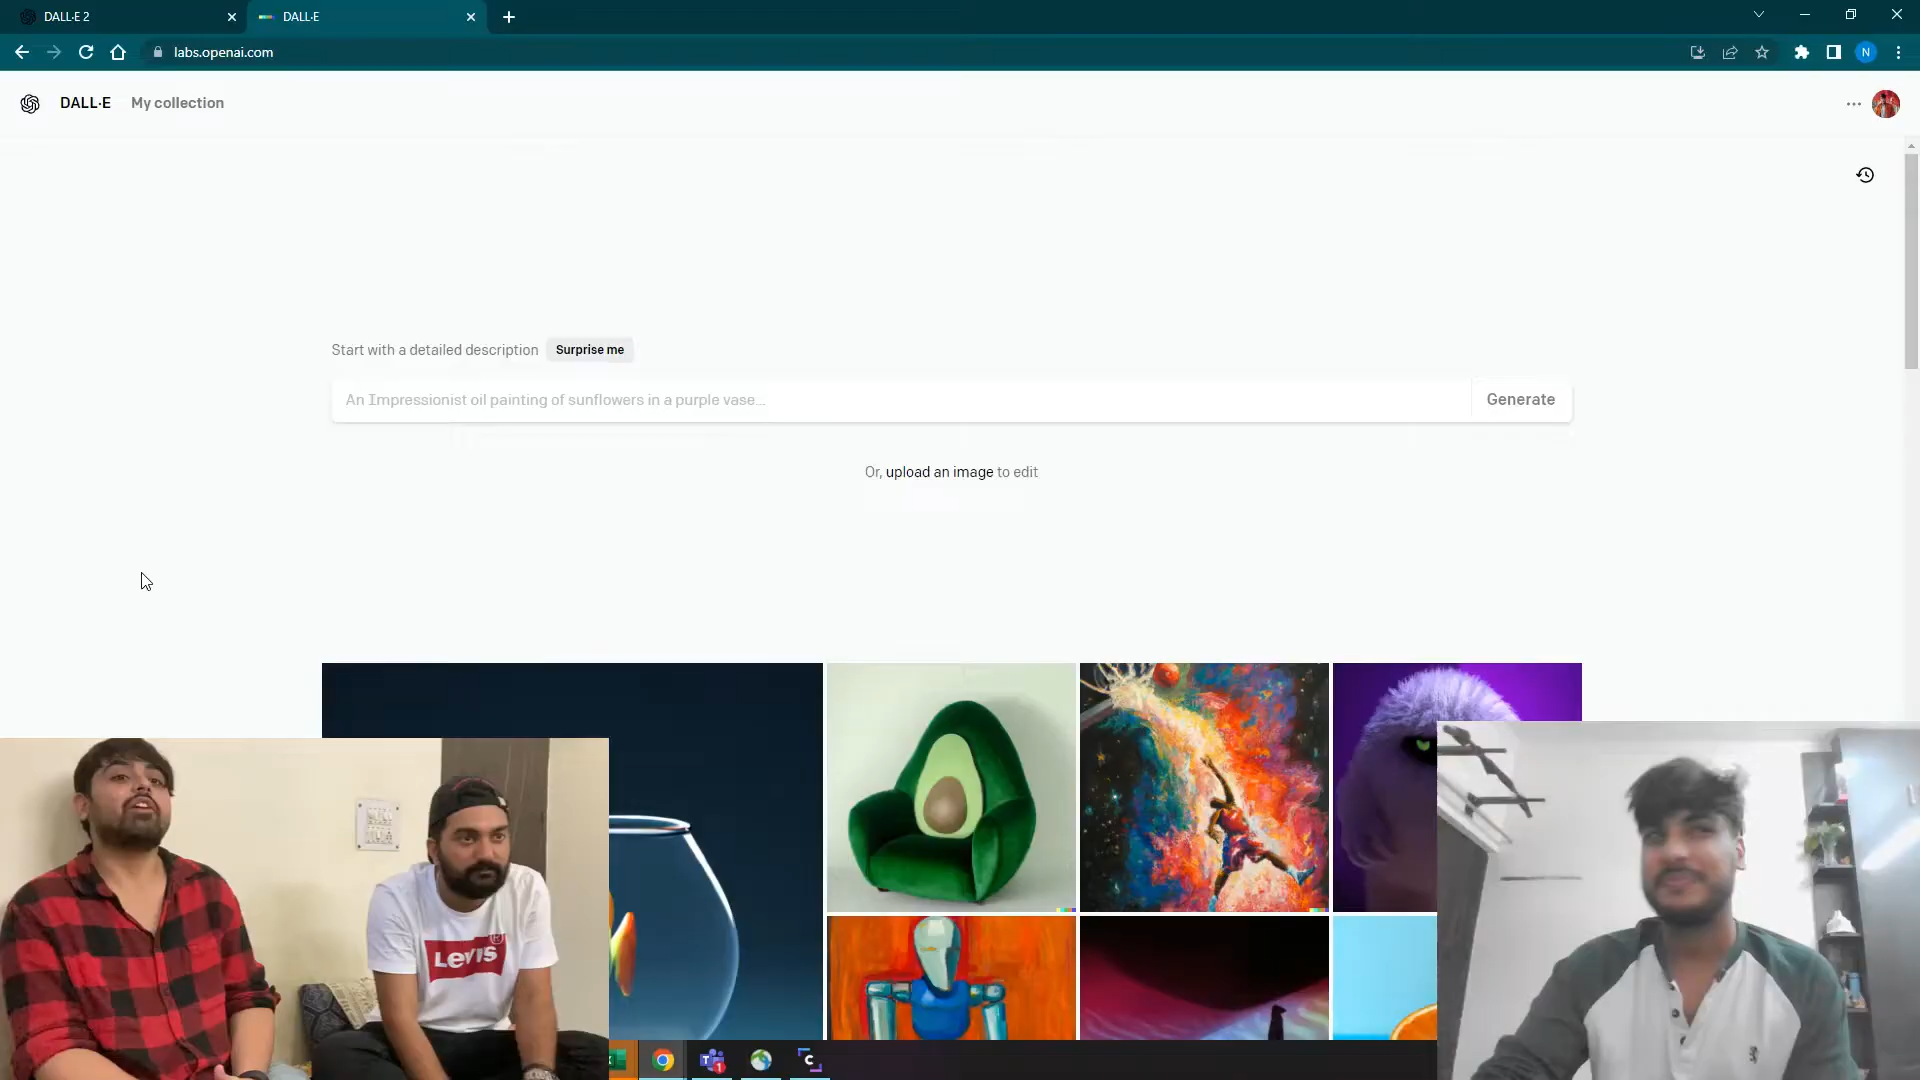 DALL·E 2
DALL·E
labs.openai.com
N
DALL·E
My collection
Start with a detailed description
Surprise me
An Impressionist oil painting of sunflowers in a purple vase...
Generate
Or, upload an image to edit
Levi's
1